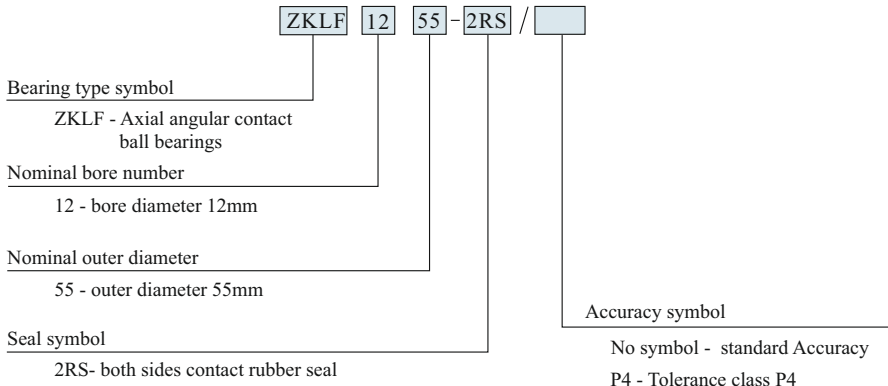 ZKLF 12 55-2RS /
Bearing type symbol
ZKLF - Axial angular contact
ball bearings
Nominal bore number
12 - bore diameter 12mm
Nominal outer diameter
55 - outer diameter 55mm
Seal symbol
2RS- both sides contact rubber seal
Accuracy symbol
No symbol - standard Accuracy
P4 - Tolerance class P4